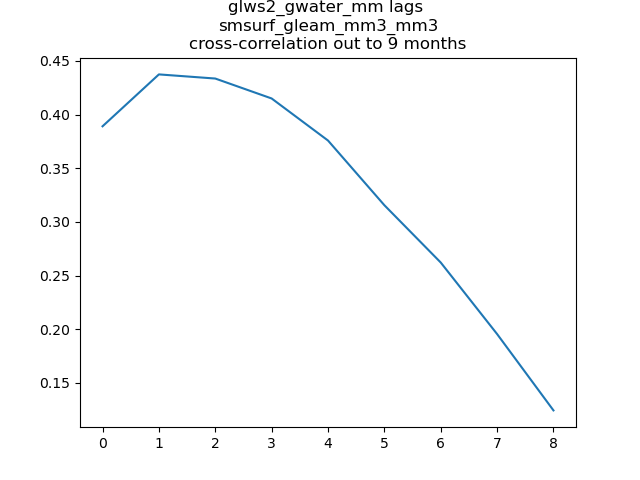 glws2_gwater_mm lags
smsurf_gleam_mm3_mm3
cross-correlation out to 9 months
0.45
0.40
0.35
0.30
0.25
0.20
0.15
0 1 2 3 4 5 6 7 8